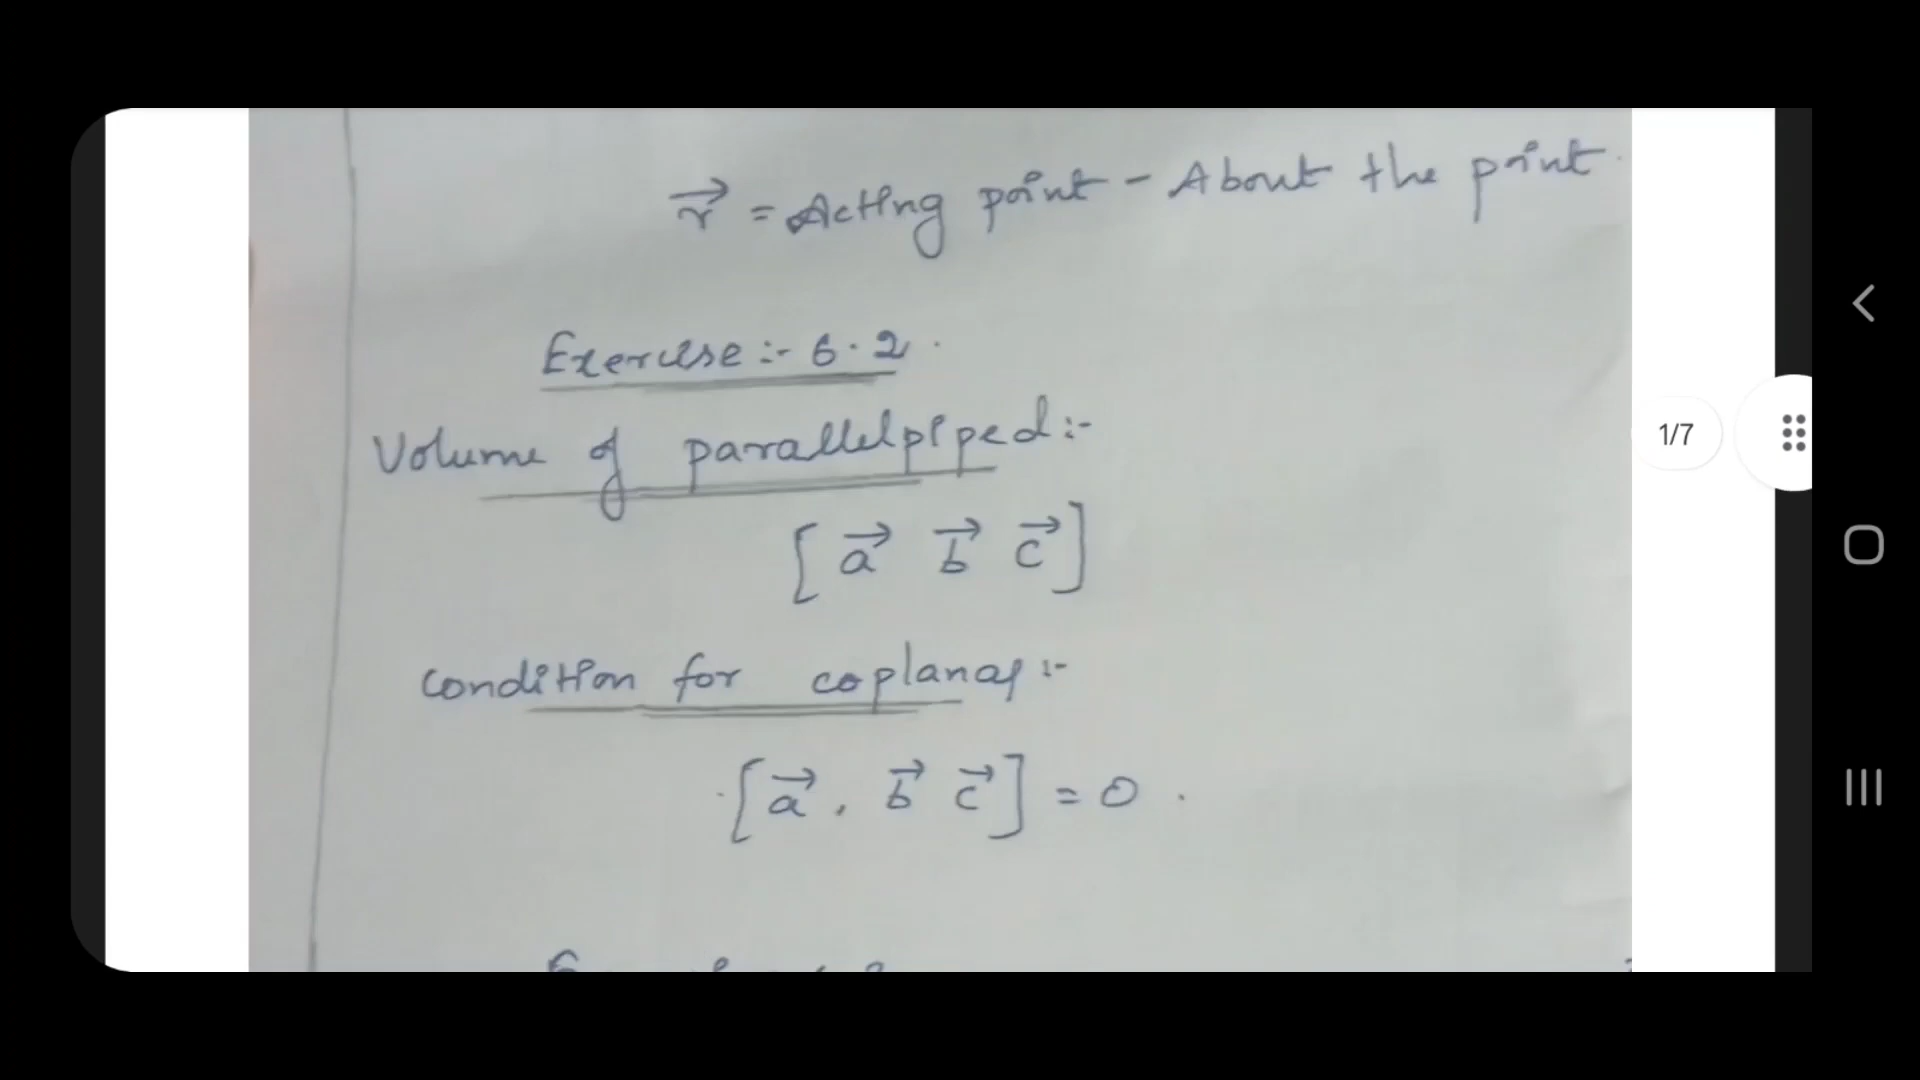 r⃗ = Acting point - About the point.
Exercise :- 6.2.
Volume of parallelpiped :-
[ a⃗ b⃗ c⃗ ]
1/7
condition for coplanar :-
[ a⃗ . b⃗ c⃗ ] = 0 .